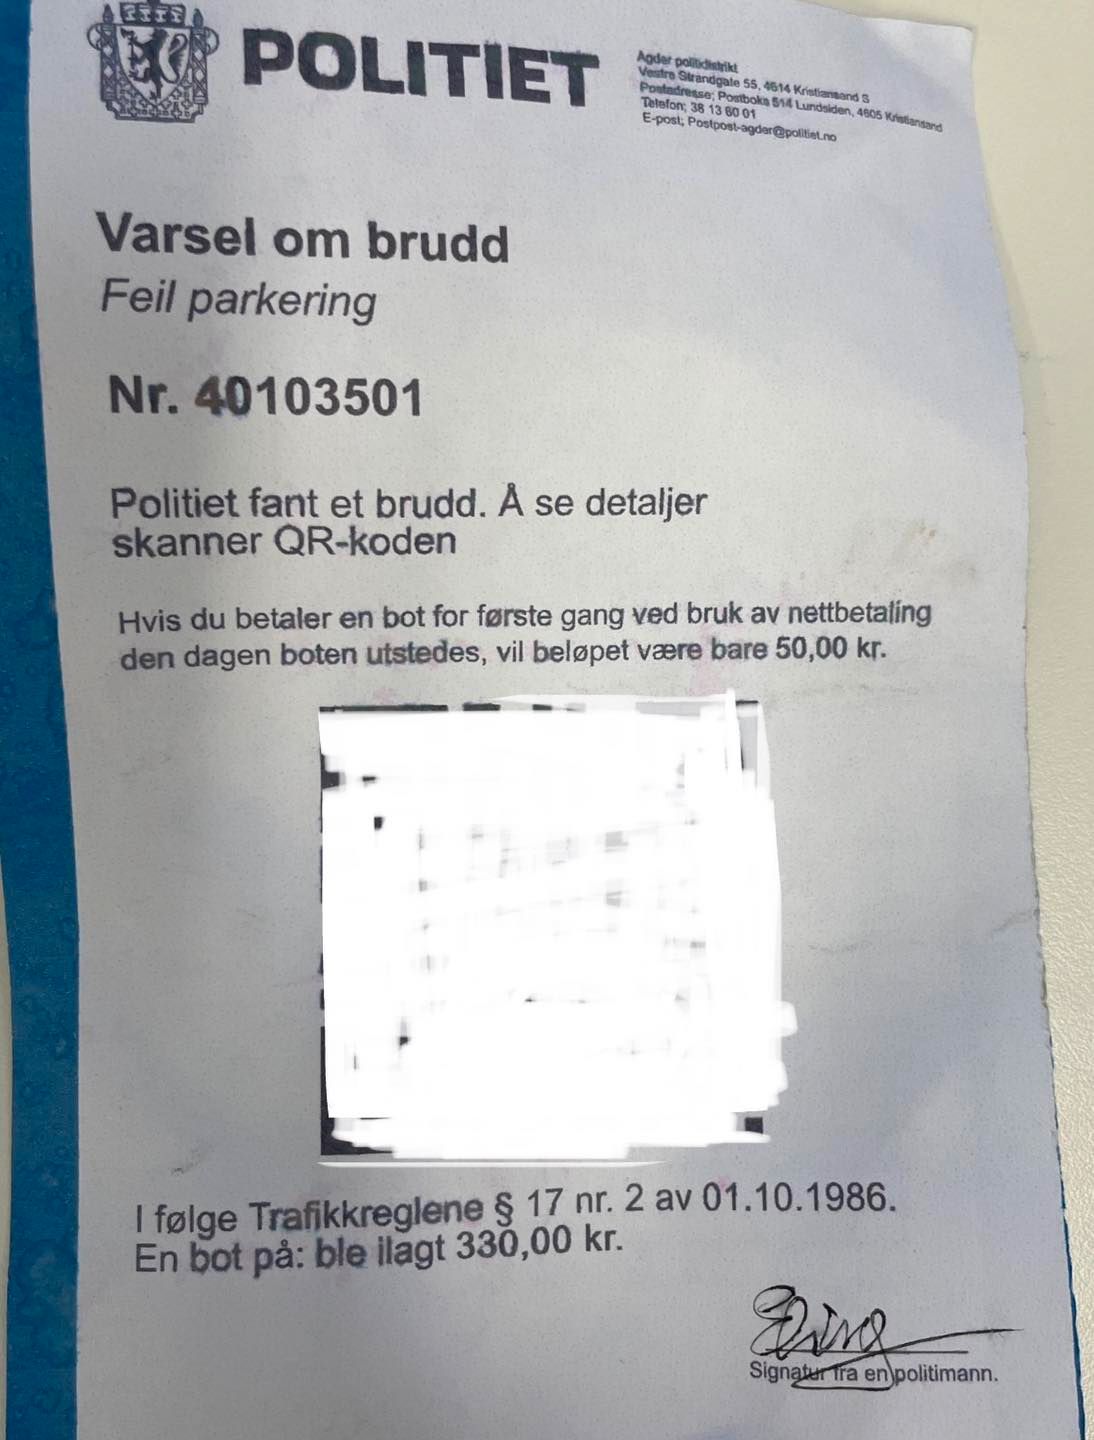 POLITIET
Agder politidistrikt
Vestre Strandgate 55, 4614 Kristiansand S
Postadresse; Postboks 514 Lundsiden, 4605 Kristiansand
Telefon; 38 13 60 01
E-post; Postpost-agder@politiet.no
Varsel om brudd
Feil parkering
Nr. 40103501
Politiet fant et brudd. Å se detaljer
skanner QR-koden
Hvis du betaler en bot for første gang ved bruk av nettbetaling
den dagen boten utstedes, vil beløpet være bare 50,00 kr.
I følge Trafikkreglene § 17 nr. 2 av 01.10.1986.
En bot på: ble ilagt 330,00 kr.
Signatur fra en politimann.